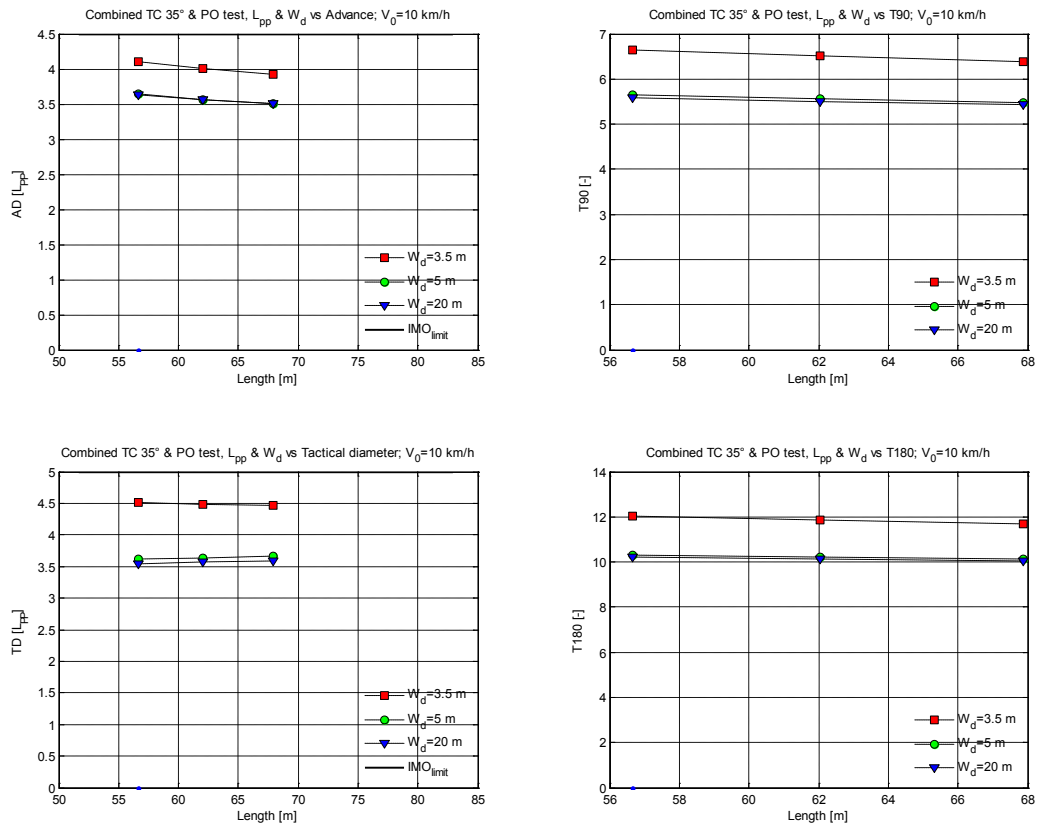 Combined TC 35° & PO test, Lpp & Wd vs Advance; V0=10 km/h
4.5
4
3.5
3
2.5
2
1.5
1
0.5
0
AD [Lpp]
50 55 60 65 70 75 80 85
Length [m]
Wd=3.5 m
Wd=5 m
Wd=20 m
IMOlimit
Combined TC 35° & PO test, Lpp & Wd vs T90; V0=10 km/h
7
6
5
4
3
2
1
0
T90 [-]
56 58 60 62 64 66 68
Length [m]
Wd=3.5 m
Wd=5 m
Wd=20 m
Combined TC 35° & PO test, Lpp & Wd vs Tactical diameter; V0=10 km/h
5
4.5
4
3.5
3
2.5
2
1.5
1
0.5
0
TD [Lpp]
50 55 60 65 70 75 80 85
Length [m]
Wd=3.5 m
Wd=5 m
Wd=20 m
IMOlimit
Combined TC 35° & PO test, Lpp & Wd vs T180; V0=10 km/h
14
12
10
8
6
4
2
0
T180 [-]
56 58 60 62 64 66 68
Length [m]
Wd=3.5 m
Wd=5 m
Wd=20 m